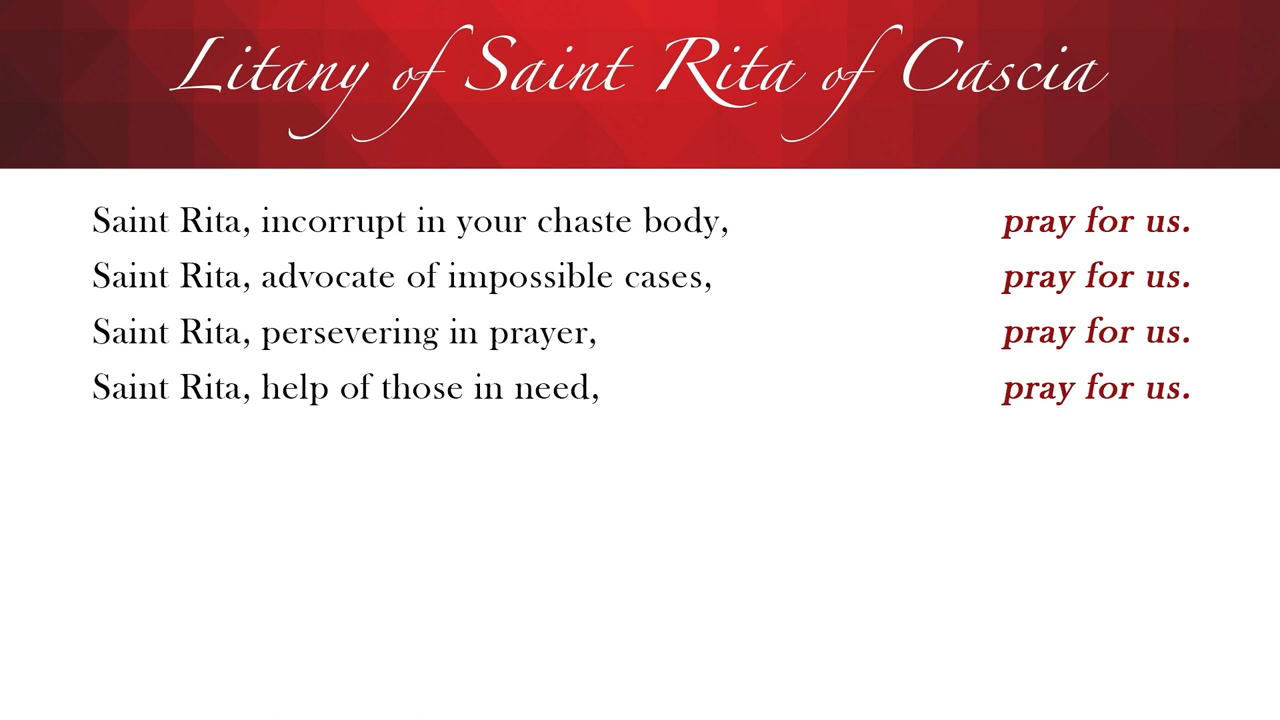 Litany of Saint Rita of Cascia
Saint Rita, incorrupt in your chaste body, pray for us.
Saint Rita, advocate of impossible cases, pray for us.
Saint Rita, persevering in prayer, pray for us.
Saint Rita, help of those in need, pray for us.